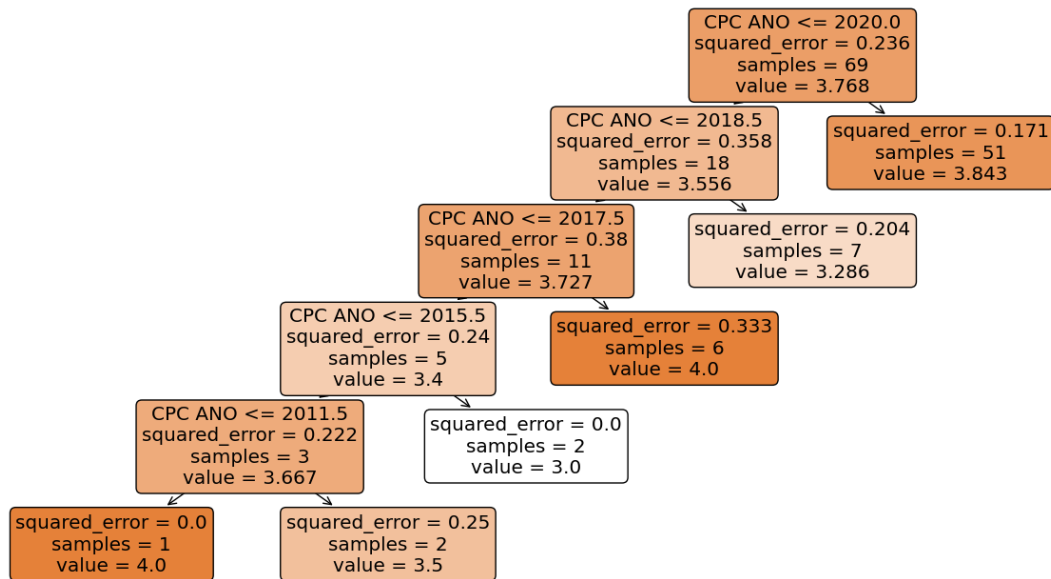 CPC ANO <= 2020.0
squared_error = 0.236
samples = 69
value = 3.768
CPC ANO <= 2018.5
squared_error = 0.358
samples = 18
value = 3.556
squared_error = 0.171
samples = 51
value = 3.843
CPC ANO <= 2017.5
squared_error = 0.38
samples = 11
value = 3.727
squared_error = 0.204
samples = 7
value = 3.286
CPC ANO <= 2015.5
squared_error = 0.24
samples = 5
value = 3.4
squared_error = 0.333
samples = 6
value = 4.0
CPC ANO <= 2011.5
squared_error = 0.222
samples = 3
value = 3.667
squared_error = 0.0
samples = 2
value = 3.0
squared_error = 0.0
samples = 1
value = 4.0
squared_error = 0.25
samples = 2
value = 3.5